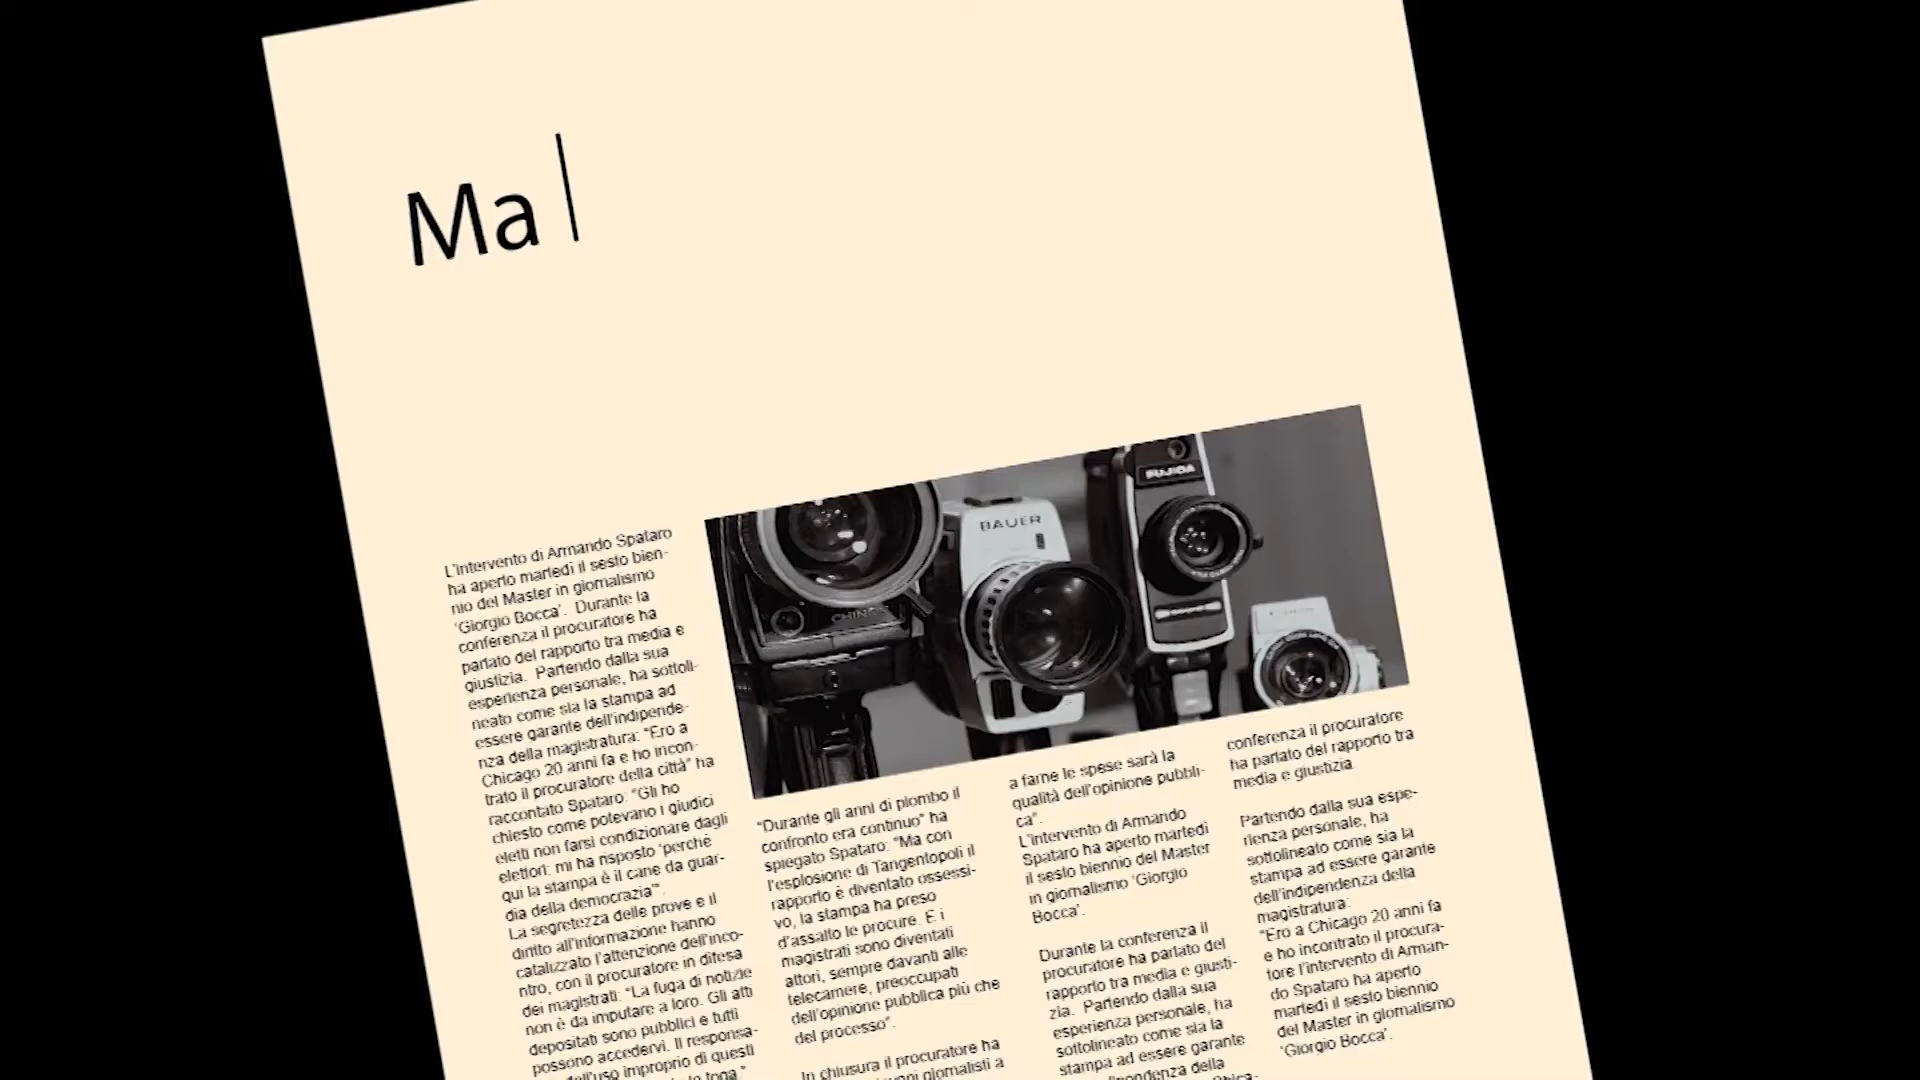 Ma
L'intervento di Armando Spataro
ha aperto martedì il sesto bien-
nio del Master in giornalismo
'Giorgio Bocca'. Durante la
conferenza il procuratore ha
parlato del rapporto tra media e
giustizia. Partendo dalla sua
esperienza personale, ha sottoli-
neato come sia la stampa ad
essere garante dell'indipende-
nza della magistratura: "Ero a
Chicago 20 anni fa e ho incon-
trato il procuratore della città" ha
raccontato Spataro: "Gli ho
chiesto come potevano i giudici
eletti non farsi condizionare dagli
elettori: mi ha risposto 'perché
qui la stampa è il cane da guar-
dia della democrazia'".
La segretezza delle prove e il
diritto all'informazione hanno
catalizzato l'attenzione dell'inco-
ntro, con il procuratore in difesa
dei magistrati: "La fuga di notizie
non è da imputare a loro. Gli atti
depositati sono pubblici e tutti
possono accedervi. Il responsa-
dell'uso improprio di questi
la toga."
BAUER
FUJICA
CHINON
"Durante gli anni di piombo il
confronto era continuo" ha
spiegato Spataro: "Ma con
l'esplosione di Tangentopoli il
rapporto è diventato ossessi-
vo, la stampa ha preso
d'assalto le procure. E i
magistrati sono diventati
attori, sempre davanti alle
telecamere, preoccupati
dell'opinione pubblica più che
del processo".
In chiusura il procuratore ha
giornalisti a
a farne le spese sarà la
qualità dell'opinione pubbli-
ca".
L'intervento di Armando
Spataro ha aperto martedì
il sesto biennio del Master
in giornalismo 'Giorgio
Bocca'.
Durante la conferenza il
procuratore ha parlato del
rapporto tra media e giusti-
zia. Partendo dalla sua
esperienza personale, ha
sottolineato come sia la
stampa ad essere garante
della
conferenza il procuratore
ha parlato del rapporto tra
media e giustizia
Partendo dalla sua espe-
rienza personale, ha
sottolineato come sia la
stampa ad essere garante
dell'indipendenza della
magistratura:
"Ero a Chicago 20 anni fa
e ho incontrato il procura-
tore l'intervento di Arman-
do Spataro ha aperto
martedì il sesto biennio
del Master in giornalismo
'Giorgio Bocca'.